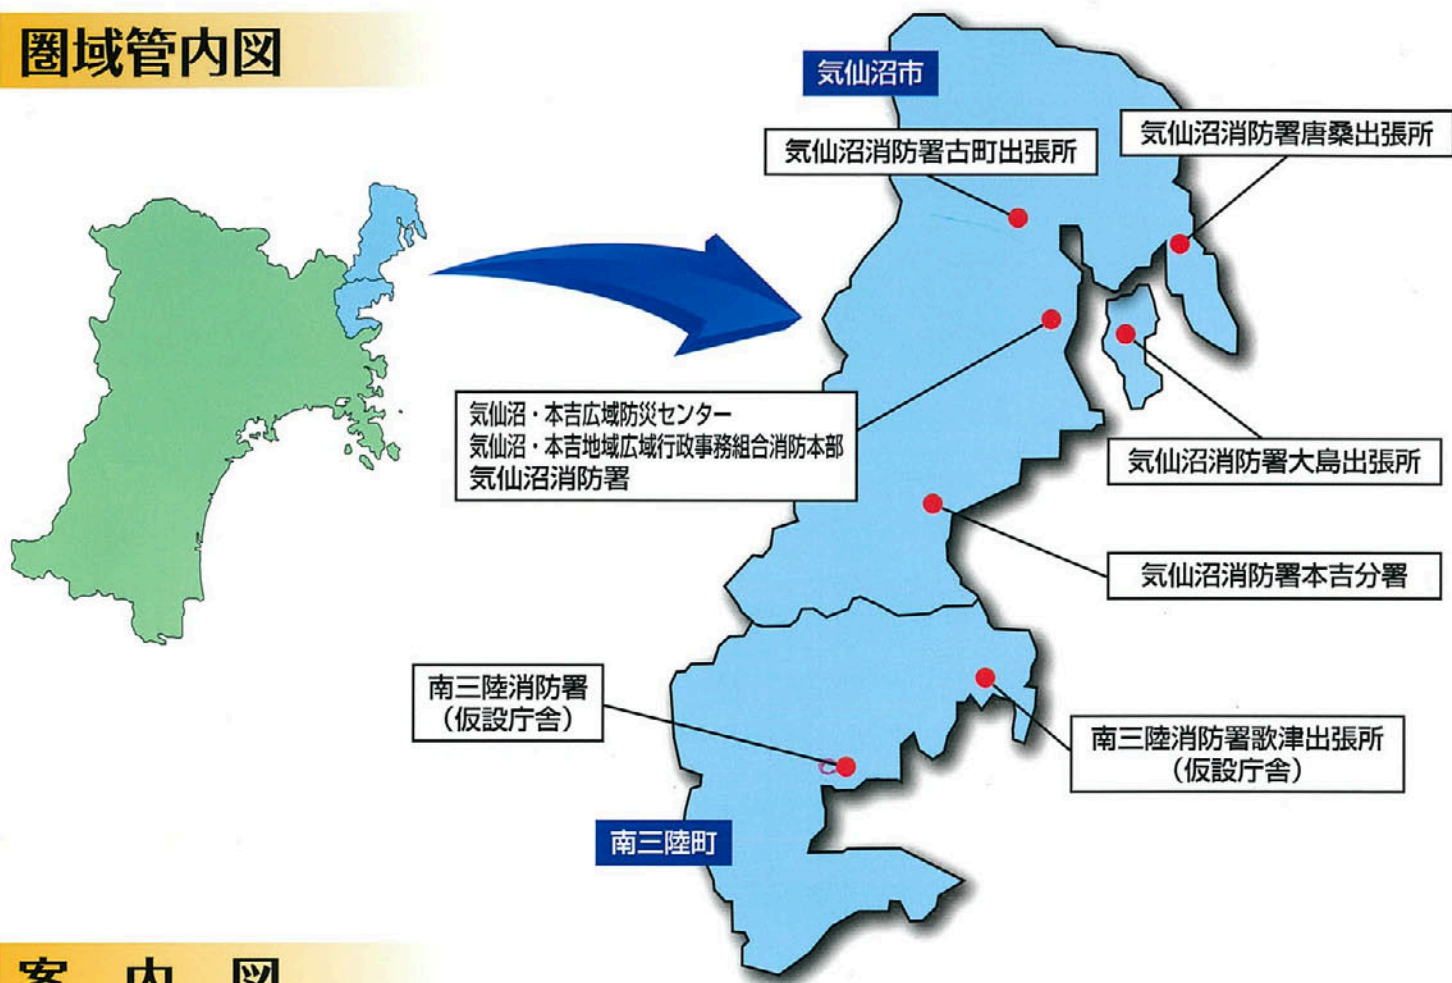 圏域管内図
気仙沼市
気仙沼消防署古町出張所
気仙沼消防署唐桑出張所
気仙沼・本吉広域防災センター
気仙沼・本吉地域広域行政事務組合消防本部
気仙沼消防署
気仙沼消防署大島出張所
気仙沼消防署本吉分署
南三陸消防署
（仮設庁舎）
南三陸消防署歌津出張所
（仮設庁舎）
南三陸町
案内図